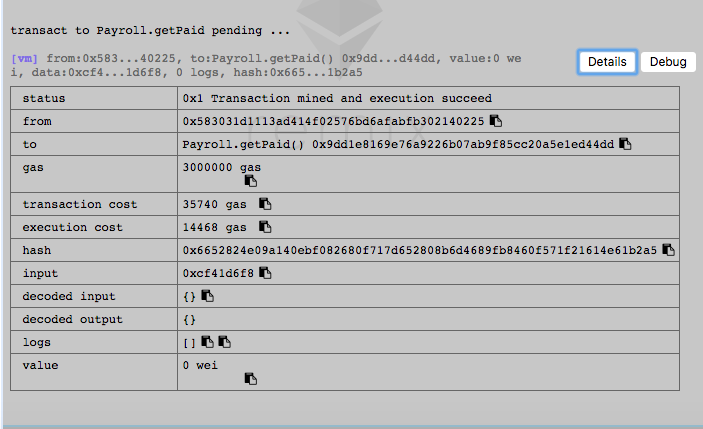 transact to Payroll.getPaid pending ...
[vm] from:0x583...40225, to:Payroll.getPaid() 0x9dd...d44dd, value:0 we
i, data:0xcf4...1d6f8, 0 logs, hash:0x665...1b2a5
Details
Debug
status 0x1 Transaction mined and execution succeed
from 0x583031d1113ad414f02576bd6afabfb302140225
to Payroll.getPaid() 0x9dd1e8169e76a9226b07ab9f85cc20a5e1ed44dd
gas 3000000 gas
transaction cost 35740 gas
execution cost 14468 gas
hash 0x6652824e09a140ebf082680f717d652808b6d4689fb8460f571f21614e61b2a5
input 0xcf41d6f8
decoded input {}
decoded output {}
logs []
value 0 wei